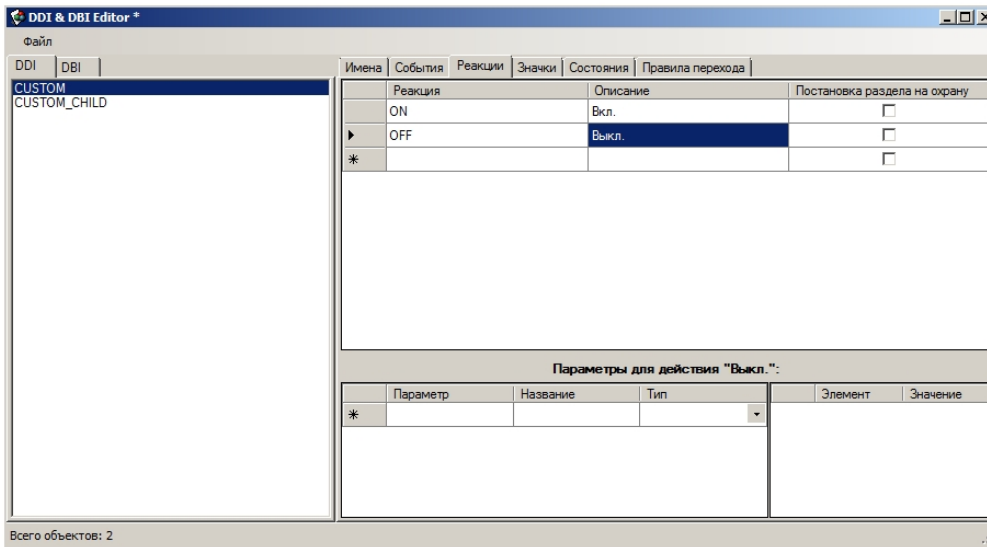 DDI & DBI Editor *
Файл
DDI DBI
Имена События Реакции Значки Состояния Правила перехода
CUSTOM
CUSTOM_CHILD
Реакция Описание Постановка раздела на охрану
ON Вкл.
OFF Выкл.
Параметры для действия "Выкл.":
Параметр Название Тип Элемент Значение
Всего объектов: 2